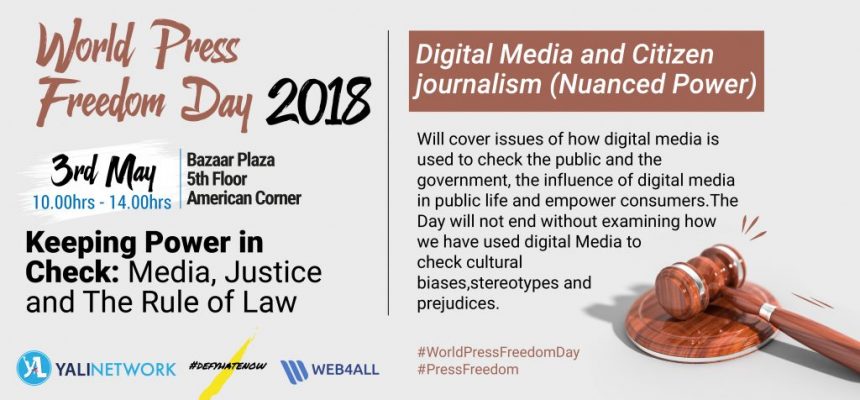 World Press
Freedom Day 2018
3rd May
10.00hrs - 14.00hrs
Bazaar Plaza
5th Floor
American Corner
Keeping Power in
Check: Media, Justice
and The Rule of Law
YALINETWORK
#DEFYHATENOW
WEB4ALL
Digital Media and Citizen
journalism (Nuanced Power)
Will cover issues of how digital media is
used to check the public and the
government, the influence of digital media
in public life and empower consumers.The
Day will not end without examining how
we have used digital Media to
check cultural
biases,stereotypes and
prejudices.
#WorldPressFreedomDay
#PressFreedom